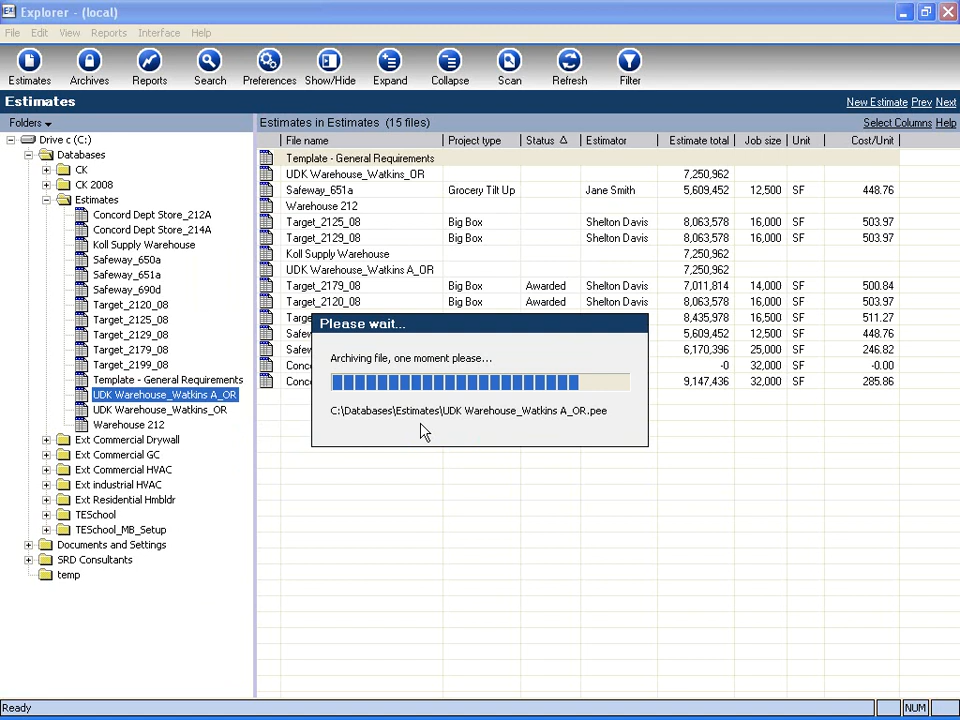 Explorer - (local)
File Edit View Reports Interface Help
Estimates Archives Reports Search Preferences Show/Hide Expand Collapse Scan Refresh Filter
Estimates New Estimate Prev Next
Folders
Estimates in Estimates (15 files) Select Columns Help
Drive c (C:)
Databases
CK
CK 2008
Estimates
Concord Dept Store_212A
Concord Dept Store_214A
Koll Supply Warehouse
Safeway_650a
Safeway_651a
Safeway_690d
Target_2120_08
Target_2125_08
Target_2129_08
Target_2179_08
Target_2199_08
Template - General Requirements
UDK Warehouse_Watkins A_OR
UDK Warehouse_Watkins_OR
Warehouse 212
Ext Commercial Drywall
Ext Commercial GC
Ext Commercial HVAC
Ext industrial HVAC
Ext Residential Hmbldr
TESchool
TESchool_MB_Setup
Documents and Settings
SRD Consultants
temp
File name Project type Status Estimator Estimate total Job size Unit Cost/Unit
Template - General Requirements
UDK Warehouse_Watkins_OR 7,250,962
Safeway_651a Grocery Tilt Up Jane Smith 5,609,452 12,500 SF 448.76
Warehouse 212
Target_2125_08 Big Box Shelton Davis 8,063,578 16,000 SF 503.97
Target_2129_08 Big Box Shelton Davis 8,063,578 16,000 SF 503.97
Koll Supply Warehouse 7,250,962
UDK Warehouse_Watkins A_OR 7,250,962
Target_2179_08 Big Box Awarded Shelton Davis 7,011,814 14,000 SF 500.84
Target_2120_08 Big Box Awarded Shelton Davis 8,063,578 16,000 SF 503.97
Targ 8,435,978 16,500 SF 511.27
Safew 5,609,452 12,500 SF 448.76
Safew 6,170,396 25,000 SF 246.82
Conc -0 32,000 SF -0.00
Conc 9,147,436 32,000 SF 285.86
Please wait...
Archiving file, one moment please...
C:\Databases\Estimates\UDK Warehouse_Watkins A_OR.pee
Ready NUM